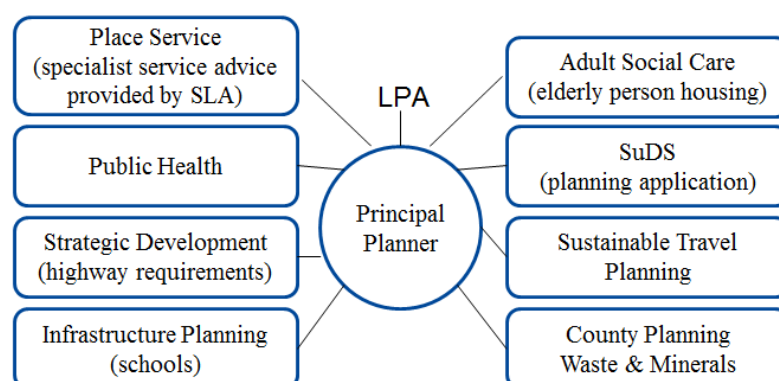 Place Service
(specialist service advice
provided by SLA)
Public Health
Strategic Development
(highway requirements)
Infrastructure Planning
(schools)
LPA
Principal
Planner
Adult Social Care
(elderly person housing)
SuDS
(planning application)
Sustainable Travel
Planning
County Planning
Waste & Minerals